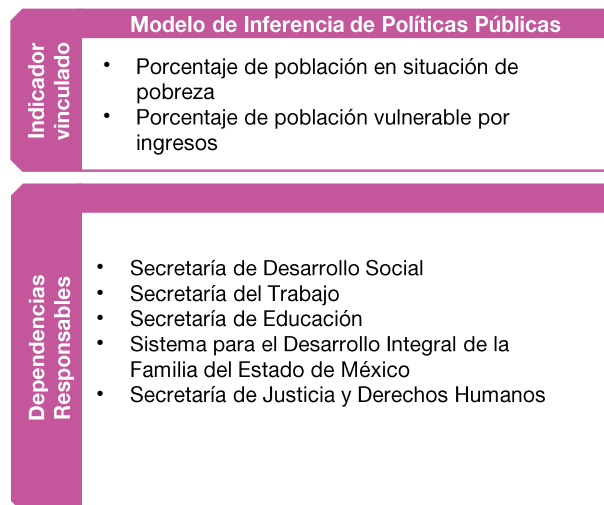 Modelo de Inferencia de Políticas Públicas
Indicador
vinculado
• Porcentaje de población en situación de
pobreza
• Porcentaje de población vulnerable por
ingresos
Dependencias
Responsables
• Secretaría de Desarrollo Social
• Secretaría del Trabajo
• Secretaría de Educación
• Sistema para el Desarrollo Integral de la
Familia del Estado de México
• Secretaría de Justicia y Derechos Humanos